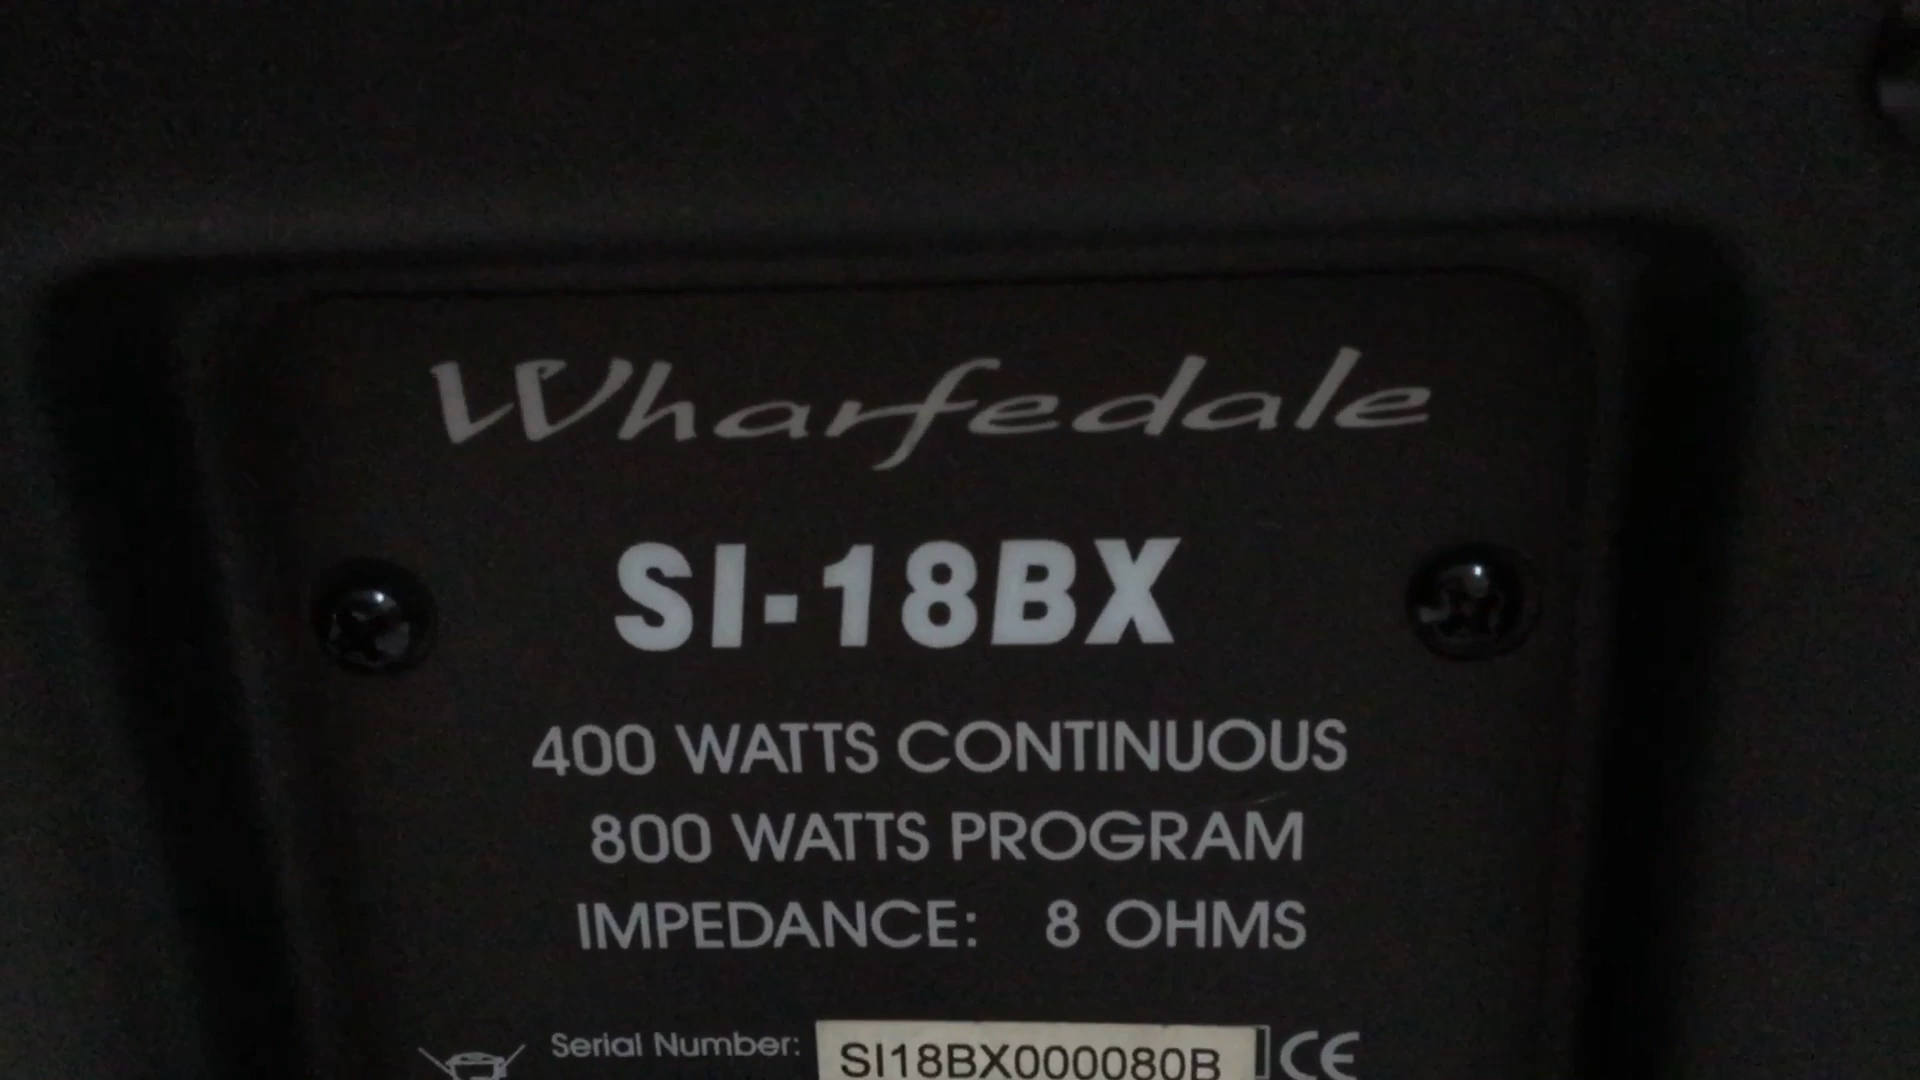 Wharfedale
SI-18BX
400 WATTS CONTINUOUS
800 WATTS PROGRAM
IMPEDANCE: 8 OHMS
Serial Number: SI18BX000080B CE